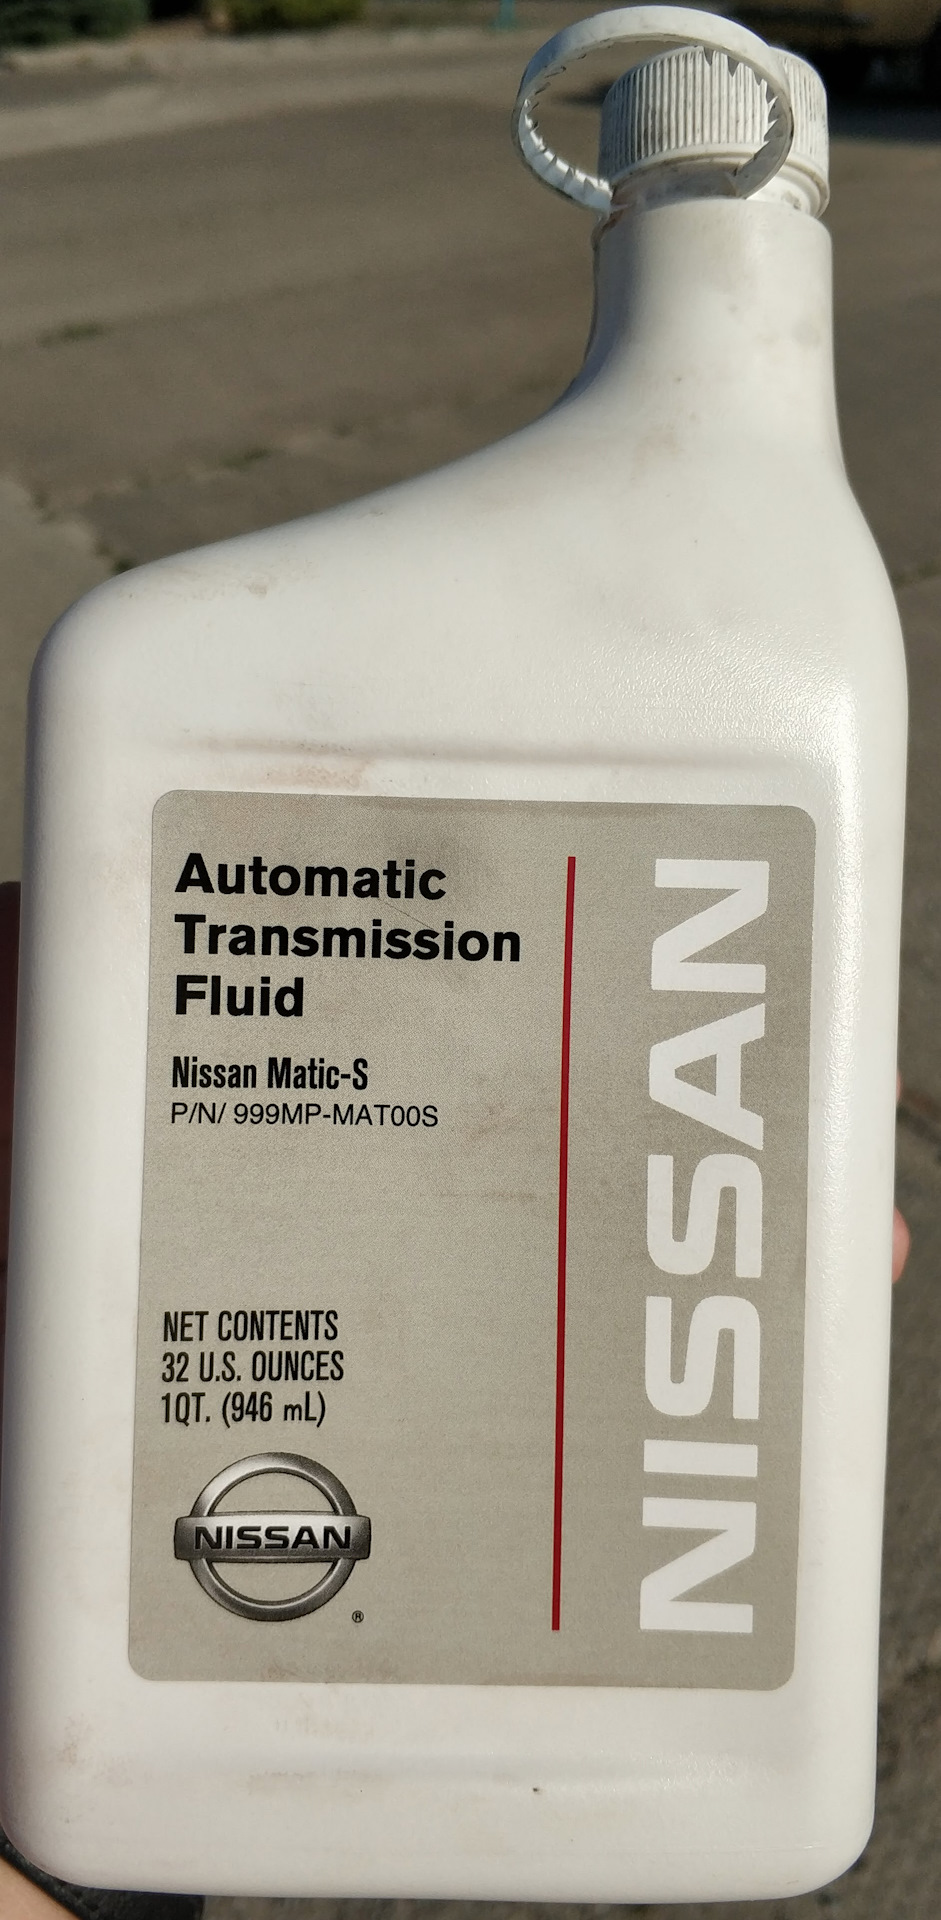 Automatic
Transmission
Fluid
Nissan Matic-S
P/N/ 999MP-MAT00S
NET CONTENTS
32 U.S. OUNCES
1QT. (946 mL)
NISSAN
®
NISSAN